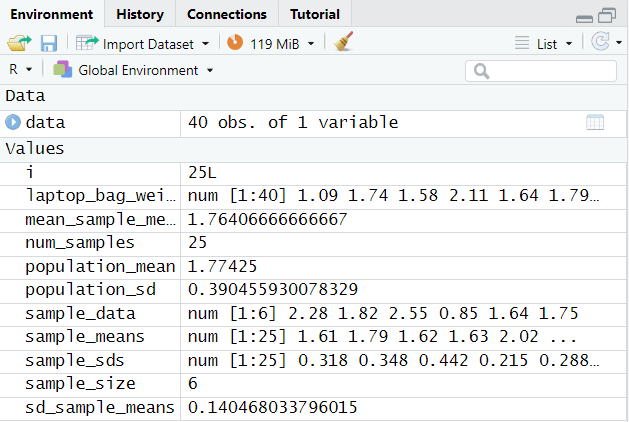 Environment History Connections Tutorial
Import Dataset 119 MiB List
R Global Environment
Data
data 40 obs. of 1 variable
Values
i 25L
laptop_bag_wei… num [1:40] 1.09 1.74 1.58 2.11 1.64 1.79…
mean_sample_me… 1.76406666666667
num_samples 25
population_mean 1.77425
population_sd 0.390455930078329
sample_data num [1:6] 2.28 1.82 2.55 0.85 1.64 1.75
sample_means num [1:25] 1.61 1.79 1.62 1.63 2.02 ...
sample_sds num [1:25] 0.318 0.348 0.442 0.215 0.288…
sample_size 6
sd_sample_means 0.140468033796015